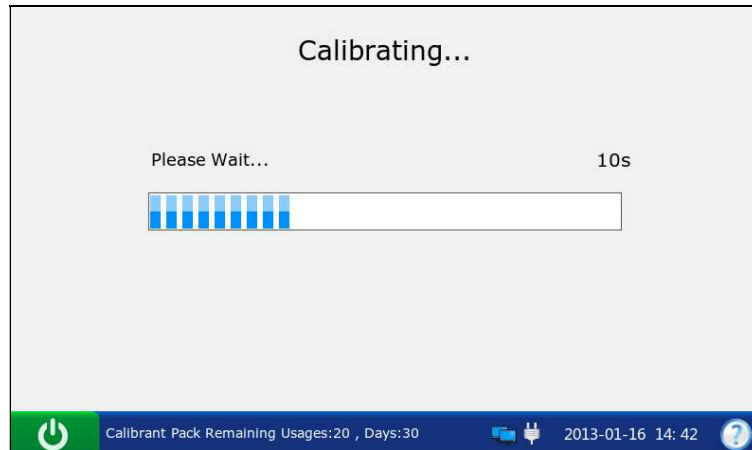 Calibrating...
Please Wait... 10s
Calibrant Pack Remaining Usages:20 , Days:30 2013-01-16 14: 42 ?